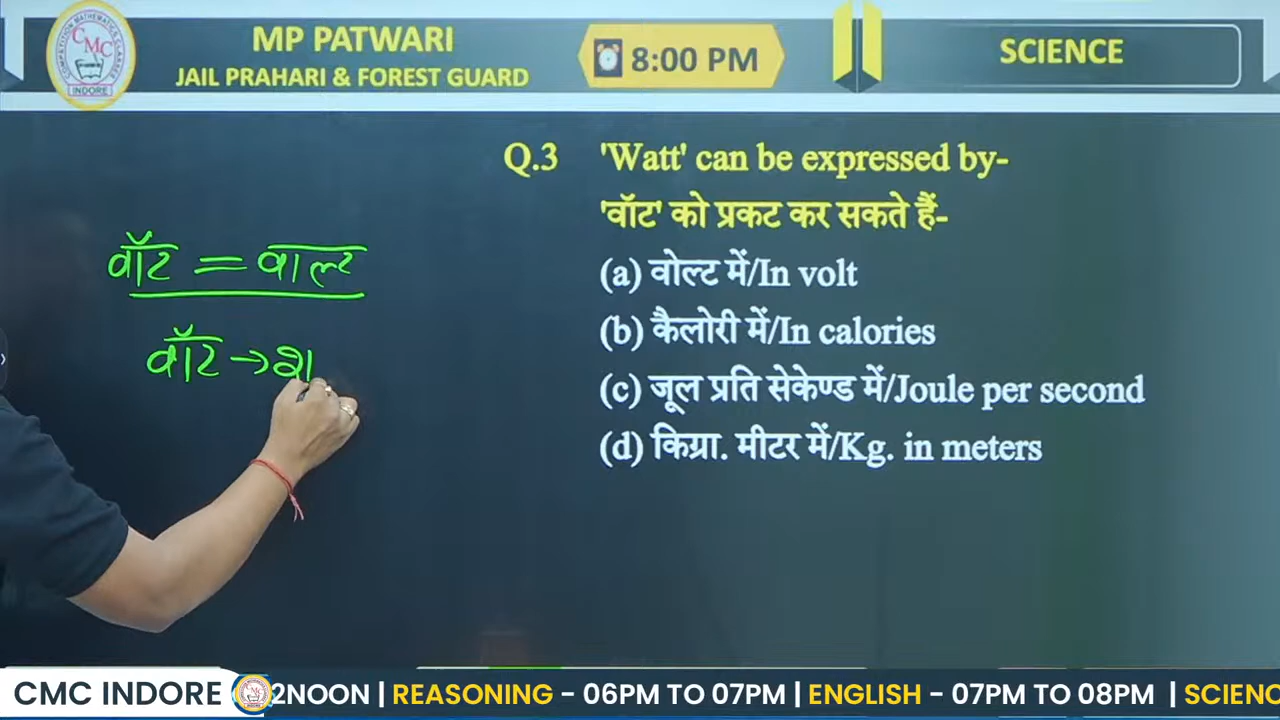 MP PATWARI
JAIL PRAHARI & FOREST GUARD
8:00 PM
SCIENCE
CMC
INDORE
Q.3 'Watt' can be expressed by-
'वॉट' को प्रकट कर सकते हैं-
(a) वोल्ट में/In volt
(b) कैलोरी में/In calories
(c) जूल प्रति सेकेण्ड में/Joule per second
(d) किग्रा. मीटर में/Kg. in meters
वॉट = वाल्ट
वॉट → श
CMC INDORE 2NOON | REASONING - 06PM TO 07PM | ENGLISH - 07PM TO 08PM | SCIENC